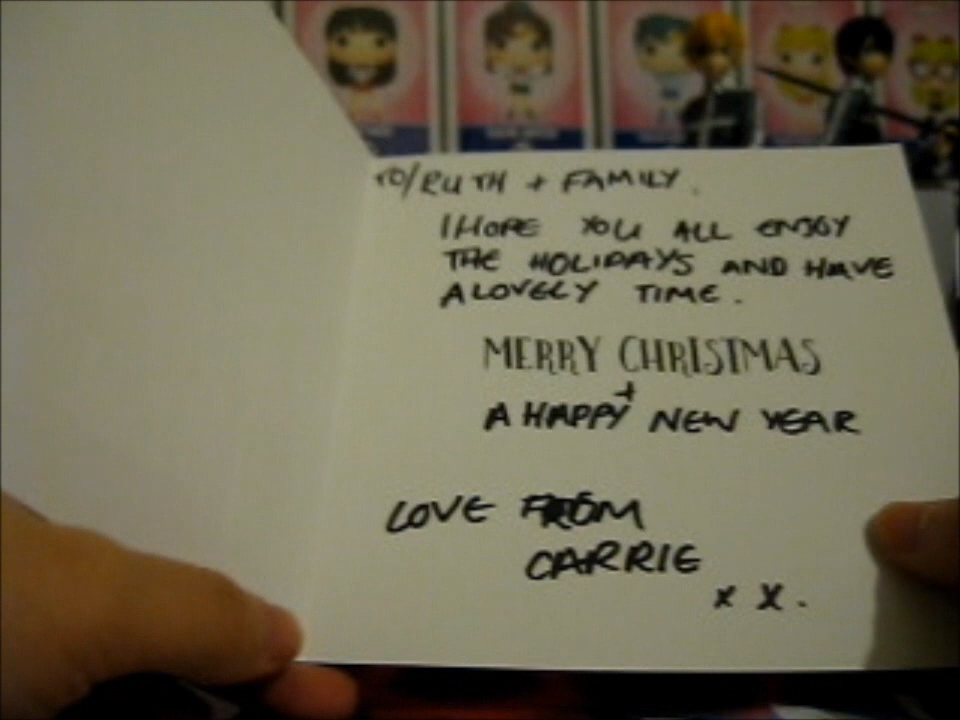 TO/RUTH + FAMILY.
I HOPE YOU ALL ENJOY
THE HOLIDAYS AND HAVE
A LOVELY TIME.
MERRY CHRISTMAS
+
A HAPPY NEW YEAR
LOVE FROM
CARRIE
x x.